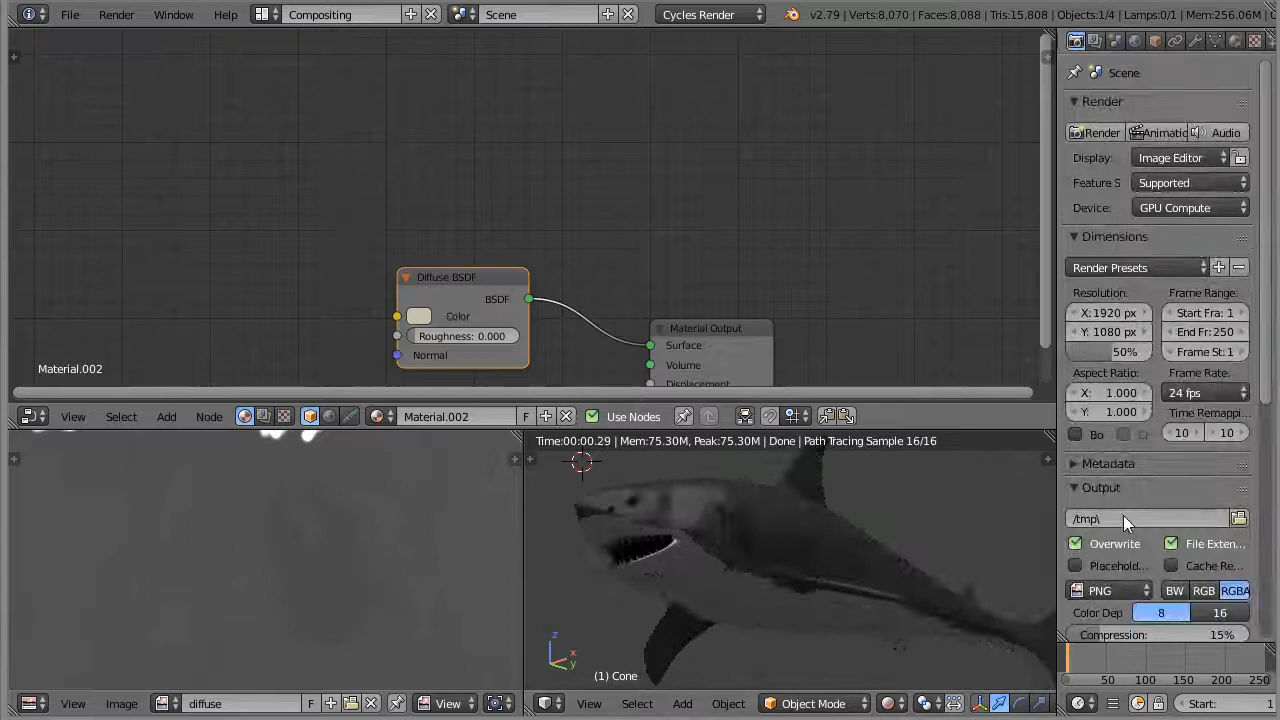 File Render Window Help Compositing Scene Cycles Render v2.79 | Verts:8,070 | Faces:8,088 | Tris:15,808 | Objects:1/4 | Lamps:0/1 | Mem:256.06M
Scene
Render
Render Animatic Audio
Display: Image Editor
Feature S Supported
Device: GPU Compute
Dimensions
Render Presets
Resolution: Frame Range:
X:1920 px Start Fra: 1
Y: 1080 px End Fr: 250
50% Frame St: 1
Aspect Ratio: Frame Rate:
X: 1.000 24 fps
Y: 1.000 Time Remappi...
Bo 10 10
Metadata
Output
/tmp\
Overwrite File Exten...
Placehold... Cache Re...
PNG BW RGB RGBA
Color Dep 8 16
Compression: 15%
Diffuse BSDF
BSDF
Color
Roughness: 0.000
Normal
Material Output
Surface
Volume
Displacement
Material.002
View Select Add Node Material.002 F Use Nodes
Time:00:00.29 | Mem:75.30M, Peak:75.30M | Done | Path Tracing Sample 16/16
z
x
y
(1) Cone
View Image diffuse F View
View Select Add Object Object Mode
50 100 150 200 250
Start: 1